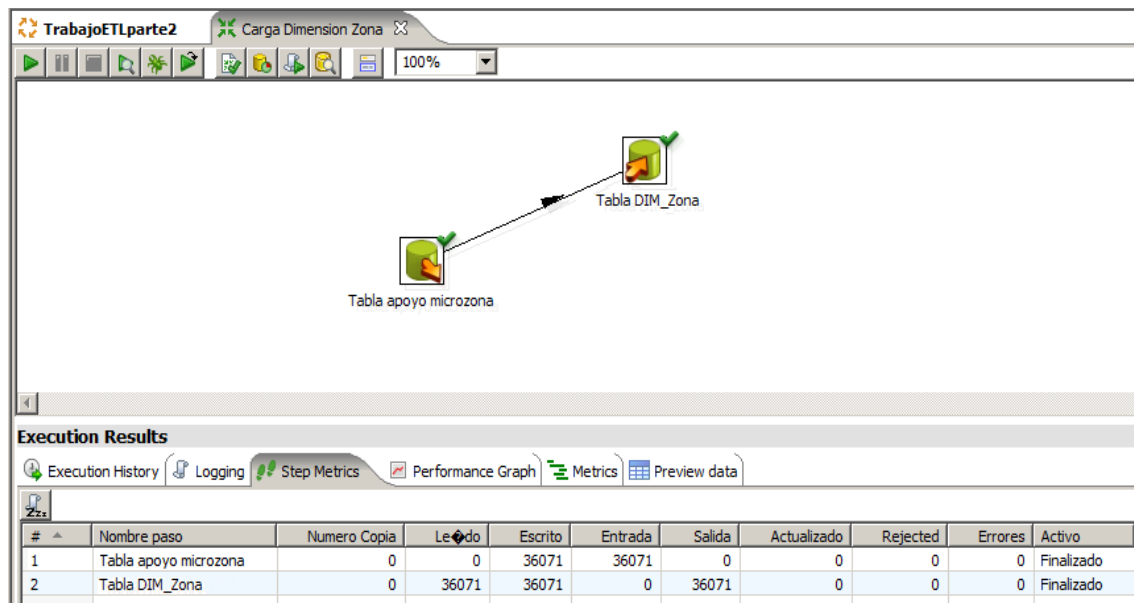 TrabajoETLparte2 Carga Dimension Zona
100%
Tabla DIM_Zona
Tabla apoyo microzona
Execution Results
Execution History Logging Step Metrics Performance Graph Metrics Preview data
# Nombre paso Numero Copia Le�do Escrito Entrada Salida Actualizado Rejected Errores Activo
1 Tabla apoyo microzona 0 0 36071 36071 0 0 0 0 Finalizado
2 Tabla DIM_Zona 0 36071 36071 0 36071 0 0 0 Finalizado